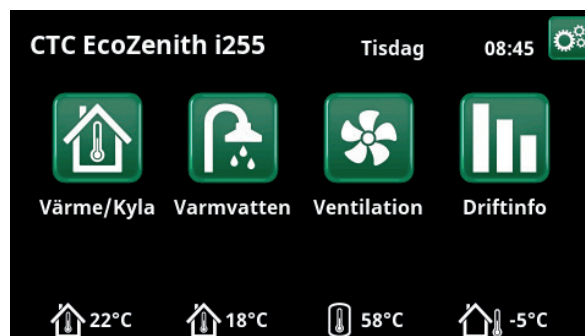 CTC EcoZenith i255 Tisdag 08:45
Värme/Kyla Varmvatten Ventilation Driftinfo
22°C 18°C 58°C -5°C